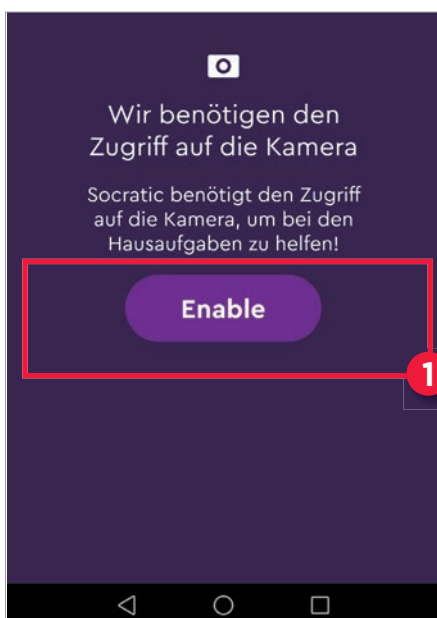 Wir benötigen den
Zugriff auf die Kamera
Socratic benötigt den Zugriff
auf die Kamera, um bei den
Hausaufgaben zu helfen!
Enable
1